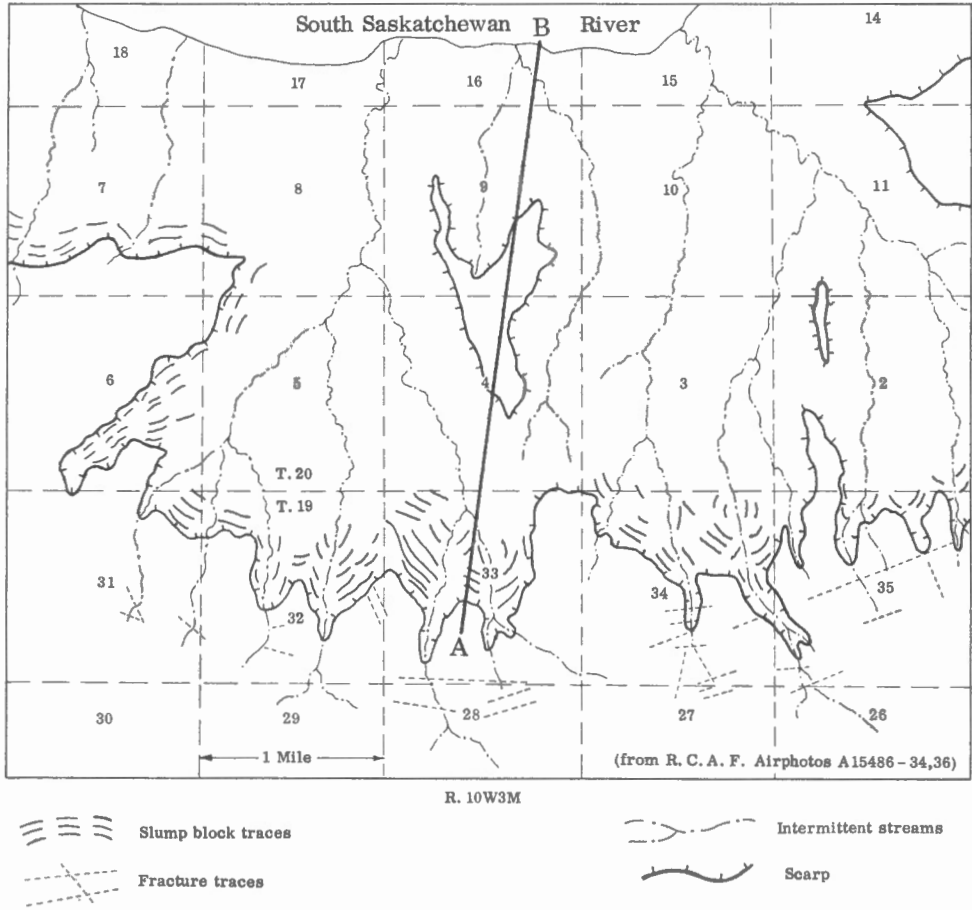 14
South Saskatchewan B River
18
17 16 15
7 8 9 10 11
6 5 4 3 2
T. 20
T. 19
31 32 33 34 35
A
30 29 28 27 26
1 Mile
(from R. C. A. F. Airphotos A15486-34,36)
R. 10W3M
Slump block traces
Intermittent streams
Fracture traces
Scarp